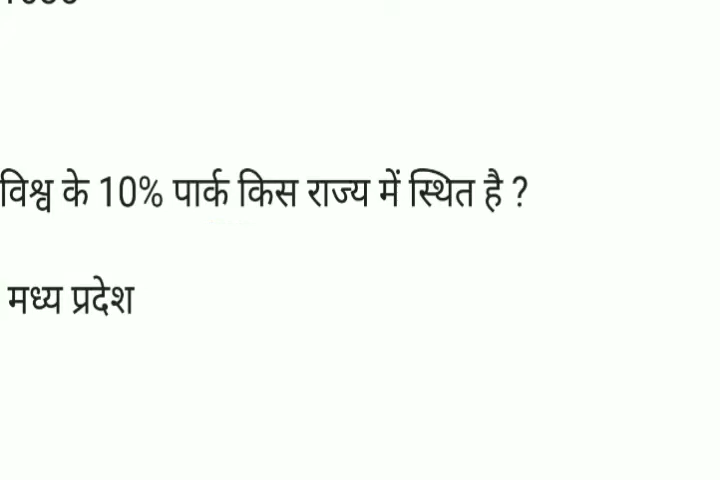 विश्व के 10% पार्क किस राज्य में स्थित है ?
मध्य प्रदेश